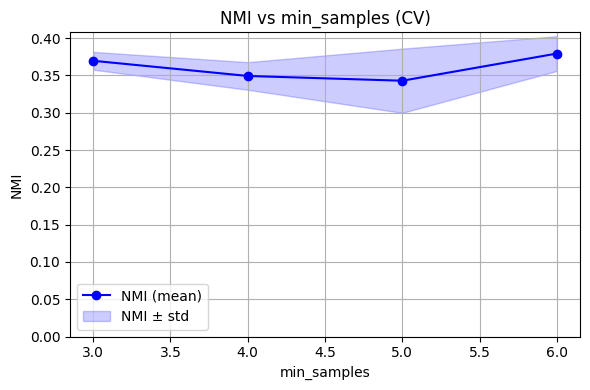 NMI vs min_samples (CV)
0.40
0.35
0.30
0.25
0.20
0.15
0.10
0.05
0.00
NMI
NMI (mean)
NMI ± std
3.0 3.5 4.0 4.5 5.0 5.5 6.0
min_samples